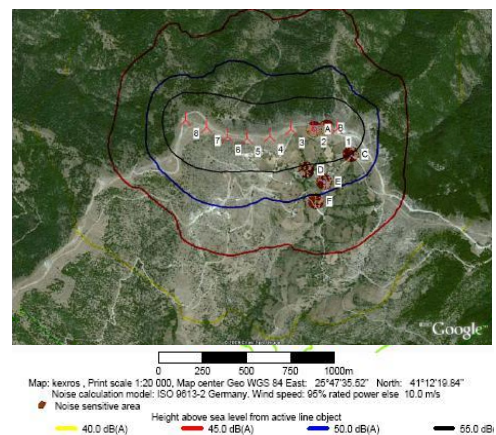 A
B
8
7
6
5
4
3
2
1
C
D
E
F
Google
0
250
500
750
1000m
Map: kexros , Print scale 1:20 000, Map center Geo WGS 84 East: 25°47'35.52" North: 41°12'19.84"
Noise calculation model: ISO 9613-2 Germany. Wind speed: 95% rated power else 10.0 m/s
Noise sensitive area
Height above sea level from active line object
40.0 dB(A)
45.0 dB(A)
50.0 dB(A)
55.0 dB(A